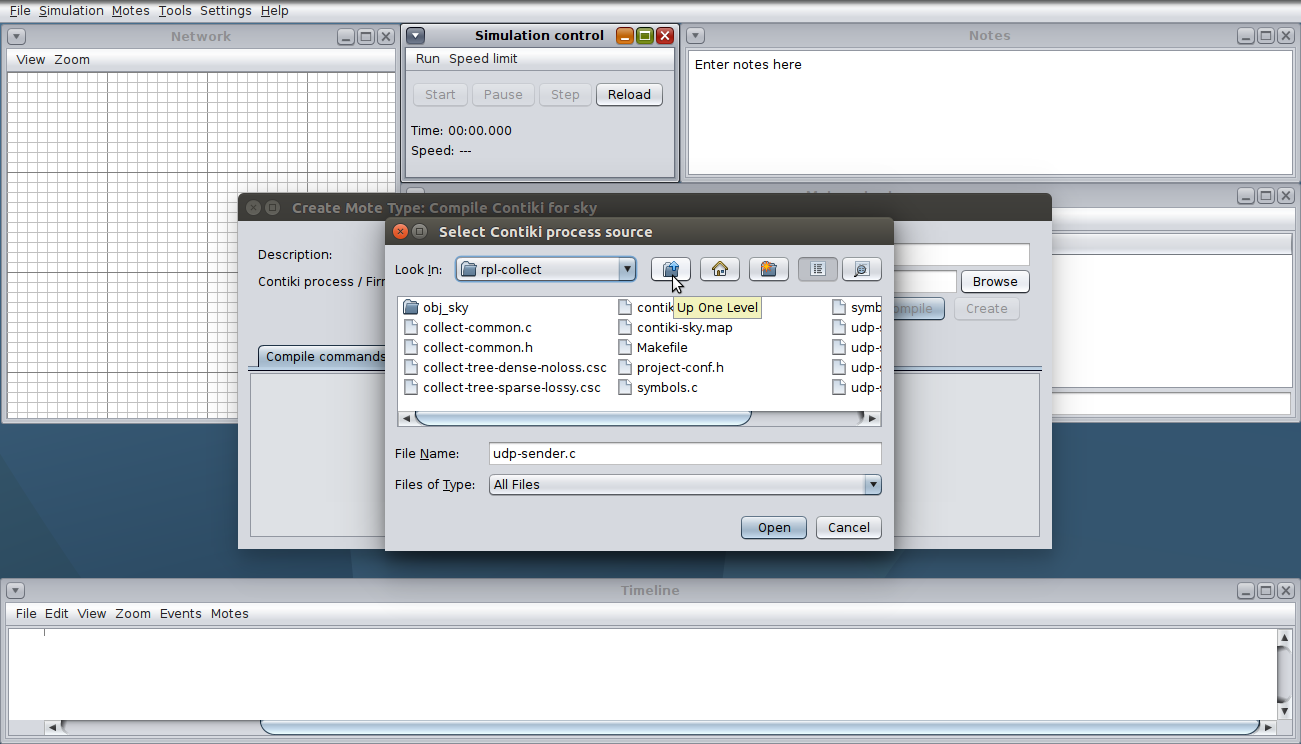 File Simulation Motes Tools Settings Help
Network
View Zoom
Simulation control
Run Speed limit
Start Pause Step Reload
Time: 00:00.000
Speed: ---
Notes
Enter notes here
Create Mote Type: Compile Contiki for sky
Description:
Contiki process / Firr
Browse
ompile
Create
Compile commands
Select Contiki process source
Look In: rpl-collect
Up One Level
obj_sky
collect-common.c
collect-common.h
collect-tree-dense-noloss.csc
collect-tree-sparse-lossy.csc
contik
contiki-sky.map
Makefile
project-conf.h
symbols.c
symb
udp-s
udp-s
udp-s
udp-s
File Name: udp-sender.c
Files of Type: All Files
Open Cancel
Timeline
File Edit View Zoom Events Motes